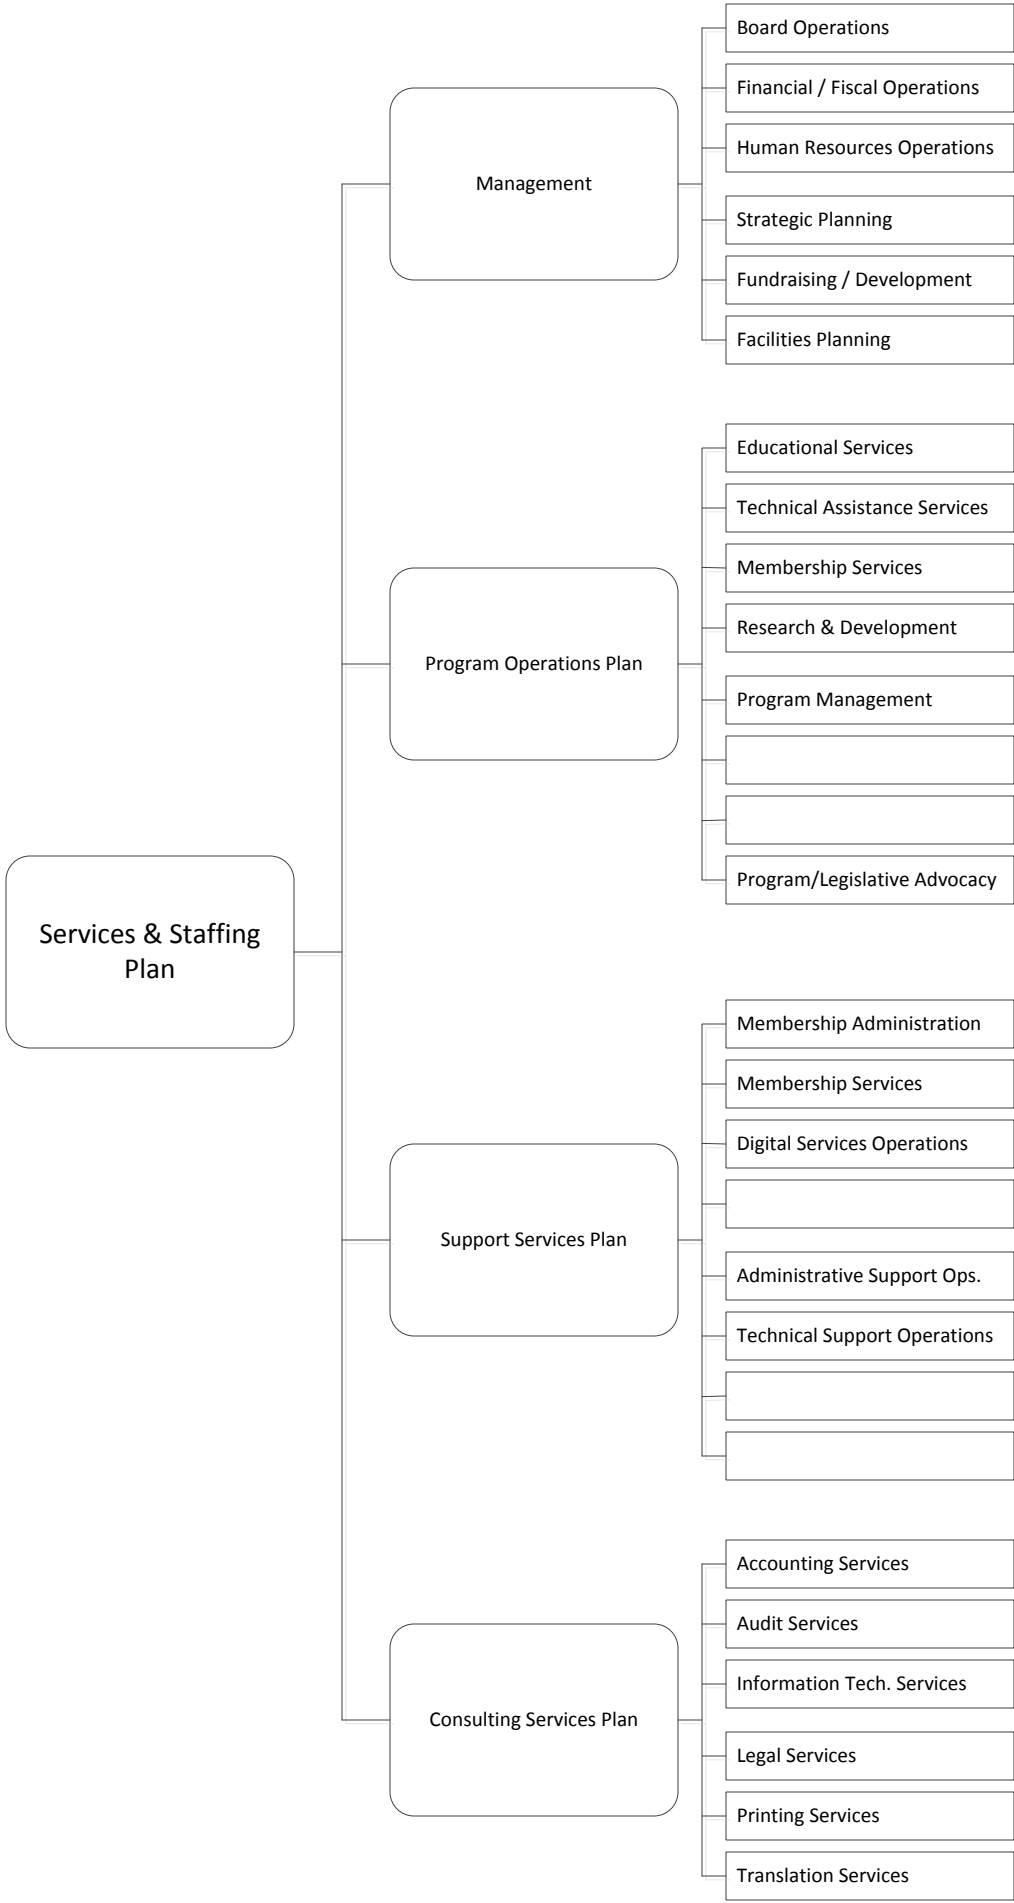 Services & Staffing
Plan
Management
Board Operations
Financial / Fiscal Operations
Human Resources Operations
Strategic Planning
Fundraising / Development
Facilities Planning
Program Operations Plan
Educational Services
Technical Assistance Services
Membership Services
Research & Development
Program Management
Program/Legislative Advocacy
Support Services Plan
Membership Administration
Membership Services
Digital Services Operations
Administrative Support Ops.
Technical Support Operations
Consulting Services Plan
Accounting Services
Audit Services
Information Tech. Services
Legal Services
Printing Services
Translation Services